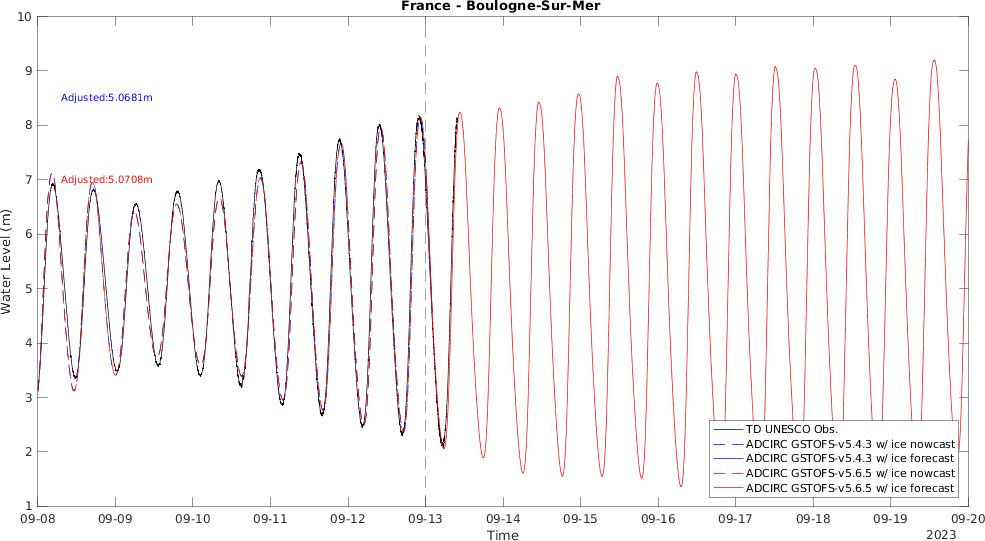 France - Boulogne-Sur-Mer
10
9
8
7
6
5
4
3
2
1
Water Level (m)
Adjusted:5.0681m
Adjusted:5.0708m
TD UNESCO Obs.
ADCIRC GSTOFS-v5.4.3 w/ ice nowcast
ADCIRC GSTOFS-v5.4.3 w/ ice forecast
ADCIRC GSTOFS-v5.6.5 w/ ice nowcast
ADCIRC GSTOFS-v5.6.5 w/ ice forecast
09-08 09-09 09-10 09-11 09-12 09-13 09-14 09-15 09-16 09-17 09-18 09-19 09-20
Time
2023